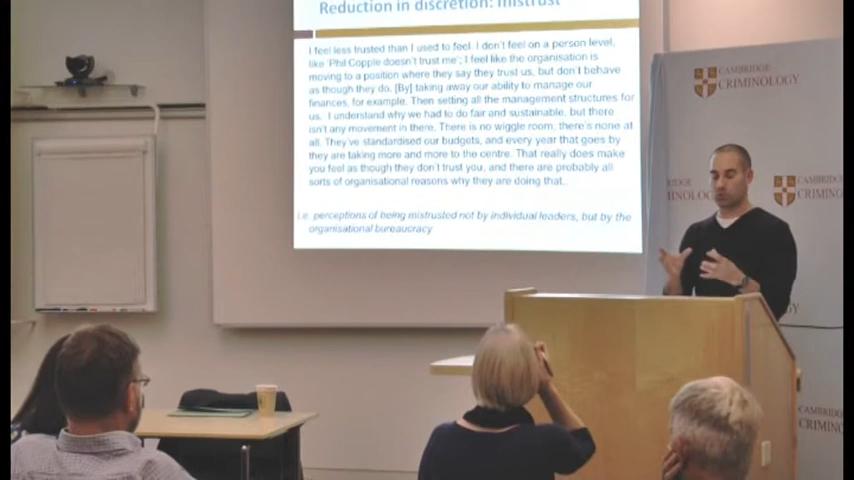 Reduction in discretion: mistrust
I feel less trusted than I used to feel. I don't feel on a person level,
like 'Phil Copple doesn't trust me'; I feel like the organisation is
moving to a position where they say they trust us, but don't behave
as though they do. [By] taking away our ability to manage our
finances, for example. Then setting all the management structures for
us. I understand why we had to do fair and sustainable, but there
isn't any movement in there. There is no wiggle room, there's none at
all. They've standardised our budgets, and every year that goes by
they are taking more and more to the centre. That really does make
you feel as though they don't trust you, and there are probably all
sorts of organisational reasons why they are doing that..
i.e. perceptions of being mistrusted not by individual leaders, but by the
organisational bureaucracy
CAMBRIDGE
CRIMINOLOGY
RIDGE
MINOLOG
CAMBRIDG
CRIMING
GY
CAMBRIDG
CRIMIN